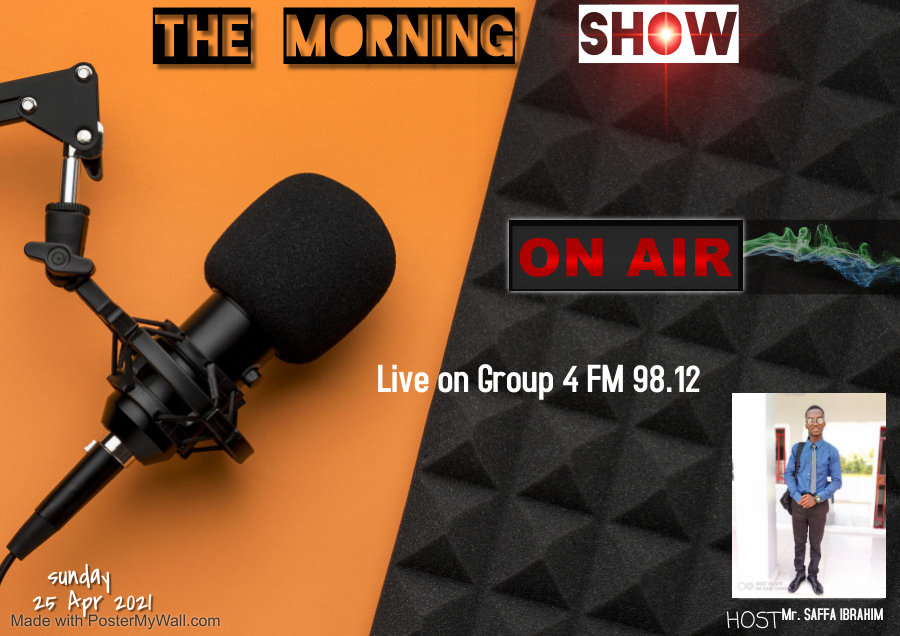 THE MORNING SHOW
ON AIR
Live on Group 4 FM 98.12
sunday
25 Apr 2021
Made with PosterMyWall.com
HOST Mr. SAFFA IBRAHIM